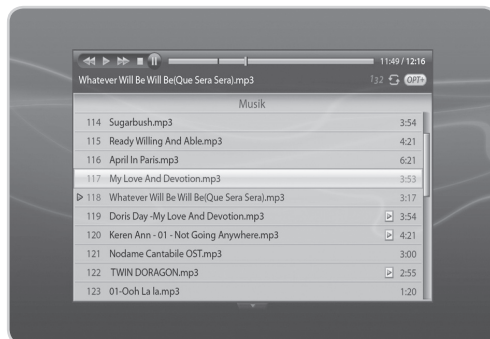 11:49 / 12:16
Whatever Will Be Will Be(Que Sera Sera).mp3 132 OPT+
Musik
114 Sugarbush.mp3 3:54
115 Ready Willing And Able.mp3 4:21
116 April In Paris.mp3 6:21
117 My Love And Devotion.mp3 3:53
118 Whatever Will Be Will Be(Que Sera Sera).mp3 3:17
119 Doris Day -My Love And Devotion.mp3 3:54
120 Keren Ann - 01 - Not Going Anywhere.mp3 4:21
121 Nodame Cantabile OST.mp3 3:00
122 TWIN DORAGON.mp3 2:55
123 01-Ooh La la.mp3 1:20